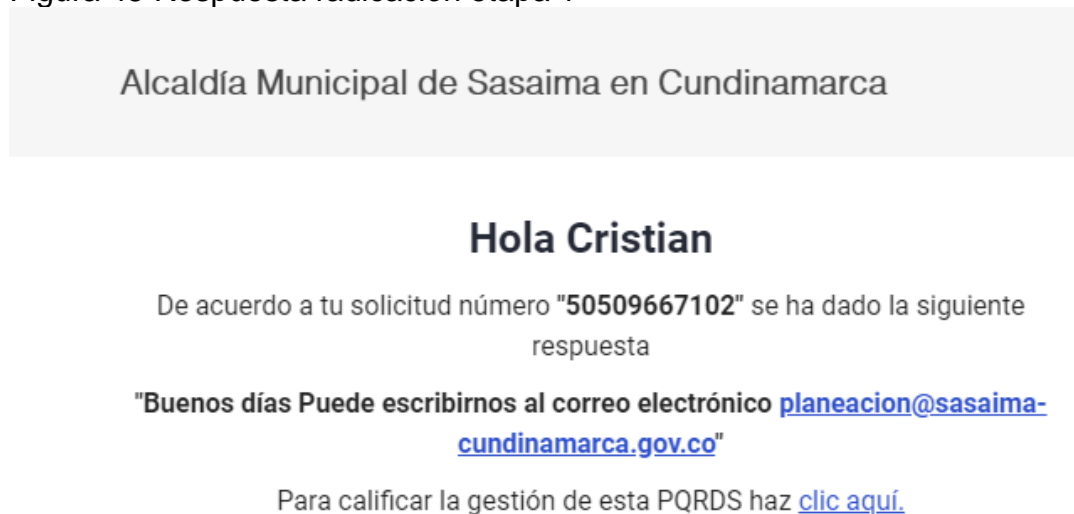 Alcaldía Municipal de Sasaima en Cundinamarca
Hola Cristian
De acuerdo a tu solicitud número "50509667102" se ha dado la siguiente
respuesta
"Buenos días Puede escribirnos al correo electrónico planeacion@sasaima-
cundinamarca.gov.co"
Para calificar la gestión de esta PQRDS haz clic aquí.